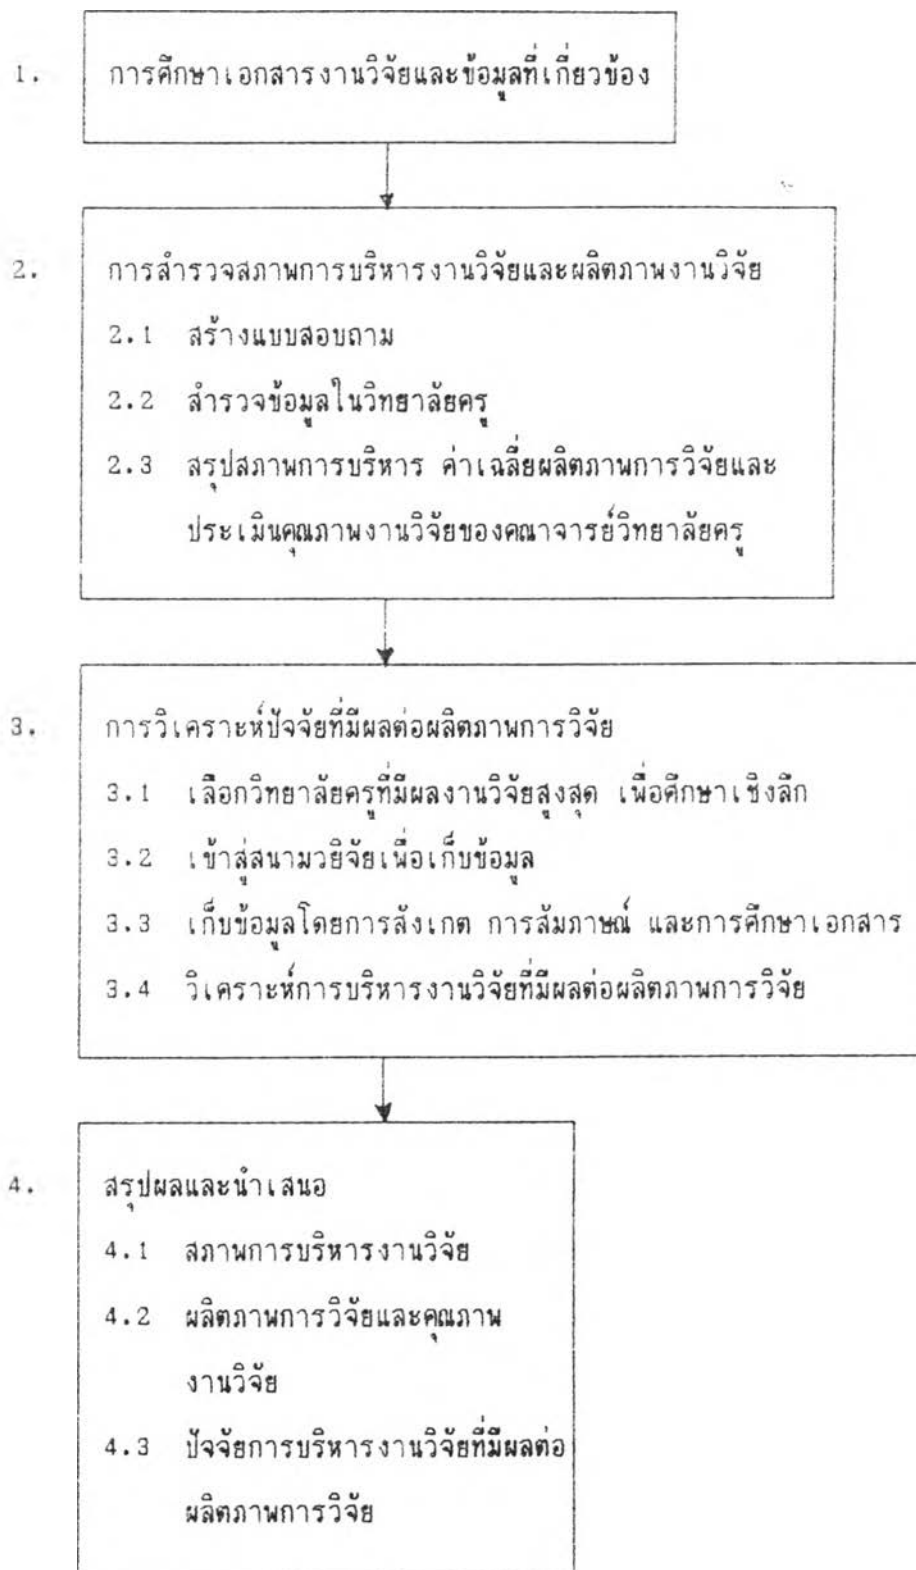 1. การศึกษาเอกสารงานวิจัยและข้อมูลที่เกี่ยวข้อง
2. การสำรวจสภาพการบริหารงานวิจัยและผลิตภาพงานวิจัย
2.1 สร้างแบบสอบถาม
2.2 สำรวจข้อมูลในวิทยาลัยครู
2.3 สรุปสภาพการบริหาร ค่าเฉลี่ยผลิตภาพการวิจัยและ
ประเมินคุณภาพงานวิจัยของคณาจารย์วิทยาลัยครู
3. การวิเคราะห์ปัจจัยที่มีผลต่อผลิตภาพการวิจัย
3.1 เลือกวิทยาลัยครูที่มีผลงานวิจัยสูงสุด เพื่อศึกษาเชิงลึก
3.2 เข้าสู่สนามวยิจัยเพื่อเก็บข้อมูล
3.3 เก็บข้อมูลโดยการสังเกต การสัมภาษณ์ และการศึกษาเอกสาร
3.4 วิเคราะห์การบริหารงานวิจัยที่มีผลต่อผลิตภาพการวิจัย
4. สรุปผลและนำเสนอ
4.1 สภาพการบริหารงานวิจัย
4.2 ผลิตภาพการวิจัยและคุณภาพ
งานวิจัย
4.3 ปัจจัยการบริหารงานวิจัยที่มีผลต่อ
ผลิตภาพการวิจัย